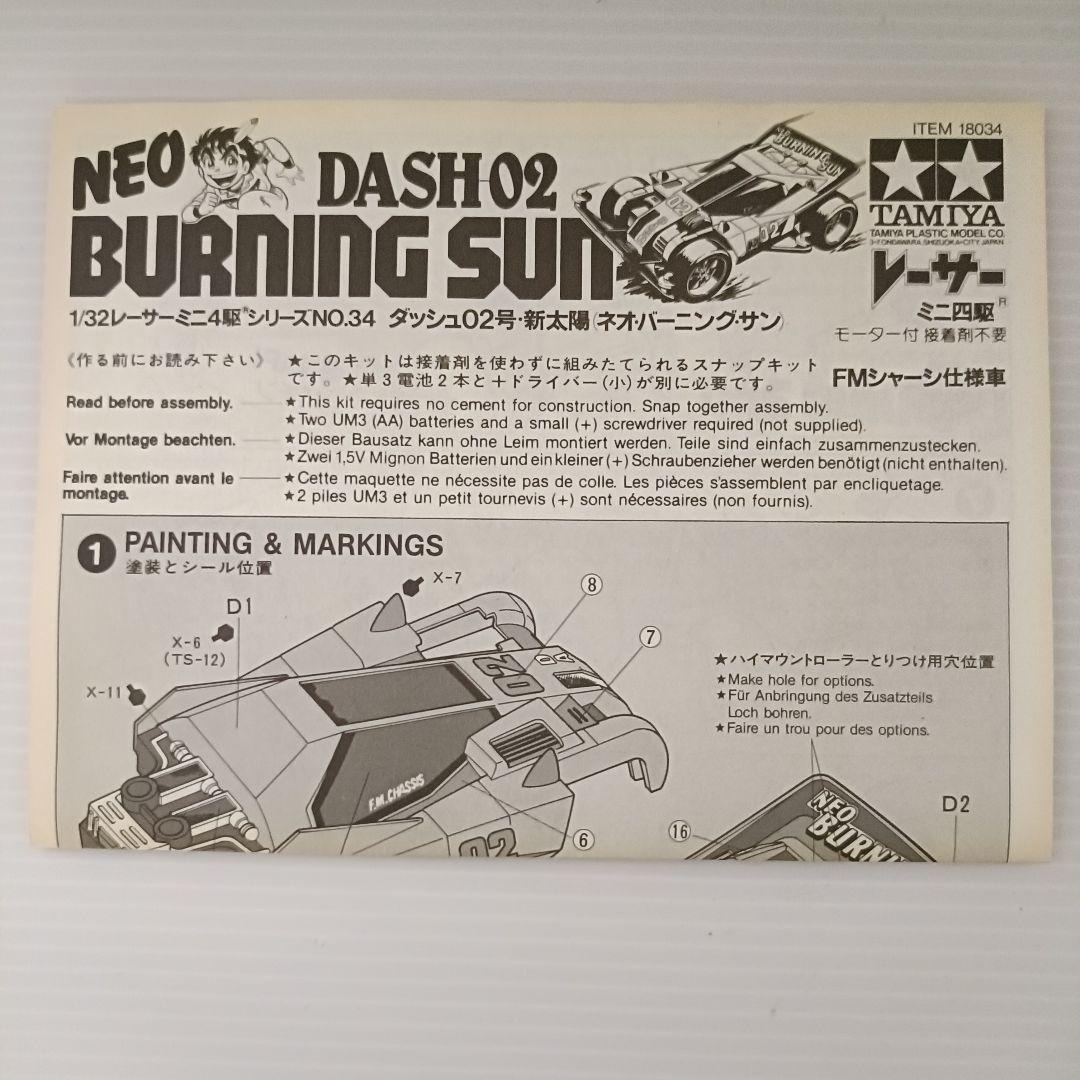 ITEM 18034
NEO DASH-02
BURNING SUN
BURNING SUN
02
02
TAMIYA
TAMIYA PLASTIC MODEL CO.
レーサー
ミニ四駆®
モーター付 接着剤不要
FMシャーシ仕様車
1/32レーサーミニ4駆®シリーズNO.34 ダッシュ02号・新太陽(ネオ・バーニング・サン)
《作る前にお読み下さい》
★このキットは接着剤を使わずに組みたてられるスナップキット
です。★単3電池2本と+ドライバー(小)が別に必要です。
Read before assembly.
★This kit requires no cement for construction. Snap together assembly.
★Two UM3 (AA) batteries and a small (+) screwdriver required (not supplied).
Vor Montage beachten.
★Dieser Bausatz kann ohne Leim montiert werden. Teile sind einfach zusammenzustecken.
★Zwei 1,5V Mignon Batterien und ein kleiner (+) Schraubenzieher werden benötigt (nicht enthalten).
Faire attention avant le
montage.
★Cette maquette ne nécessite pas de colle. Les pièces s'assemblent par encliquetage.
★2 piles UM3 et un petit tournevis (+) sont nécessaires (non fournis).
1 PAINTING & MARKINGS
塗装とシール位置
X-7
⑧
D1
X-6
(TS-12)
⑦
X-11
02
F.M.CHASSIS
02
⑥
★ハイマウントローラーとりつけ用穴位置
★Make hole for options.
★Für Anbringung des Zusatzteils
Loch bohren.
★Faire un trou pour des options.
D2
⑯
NEO
BURNI